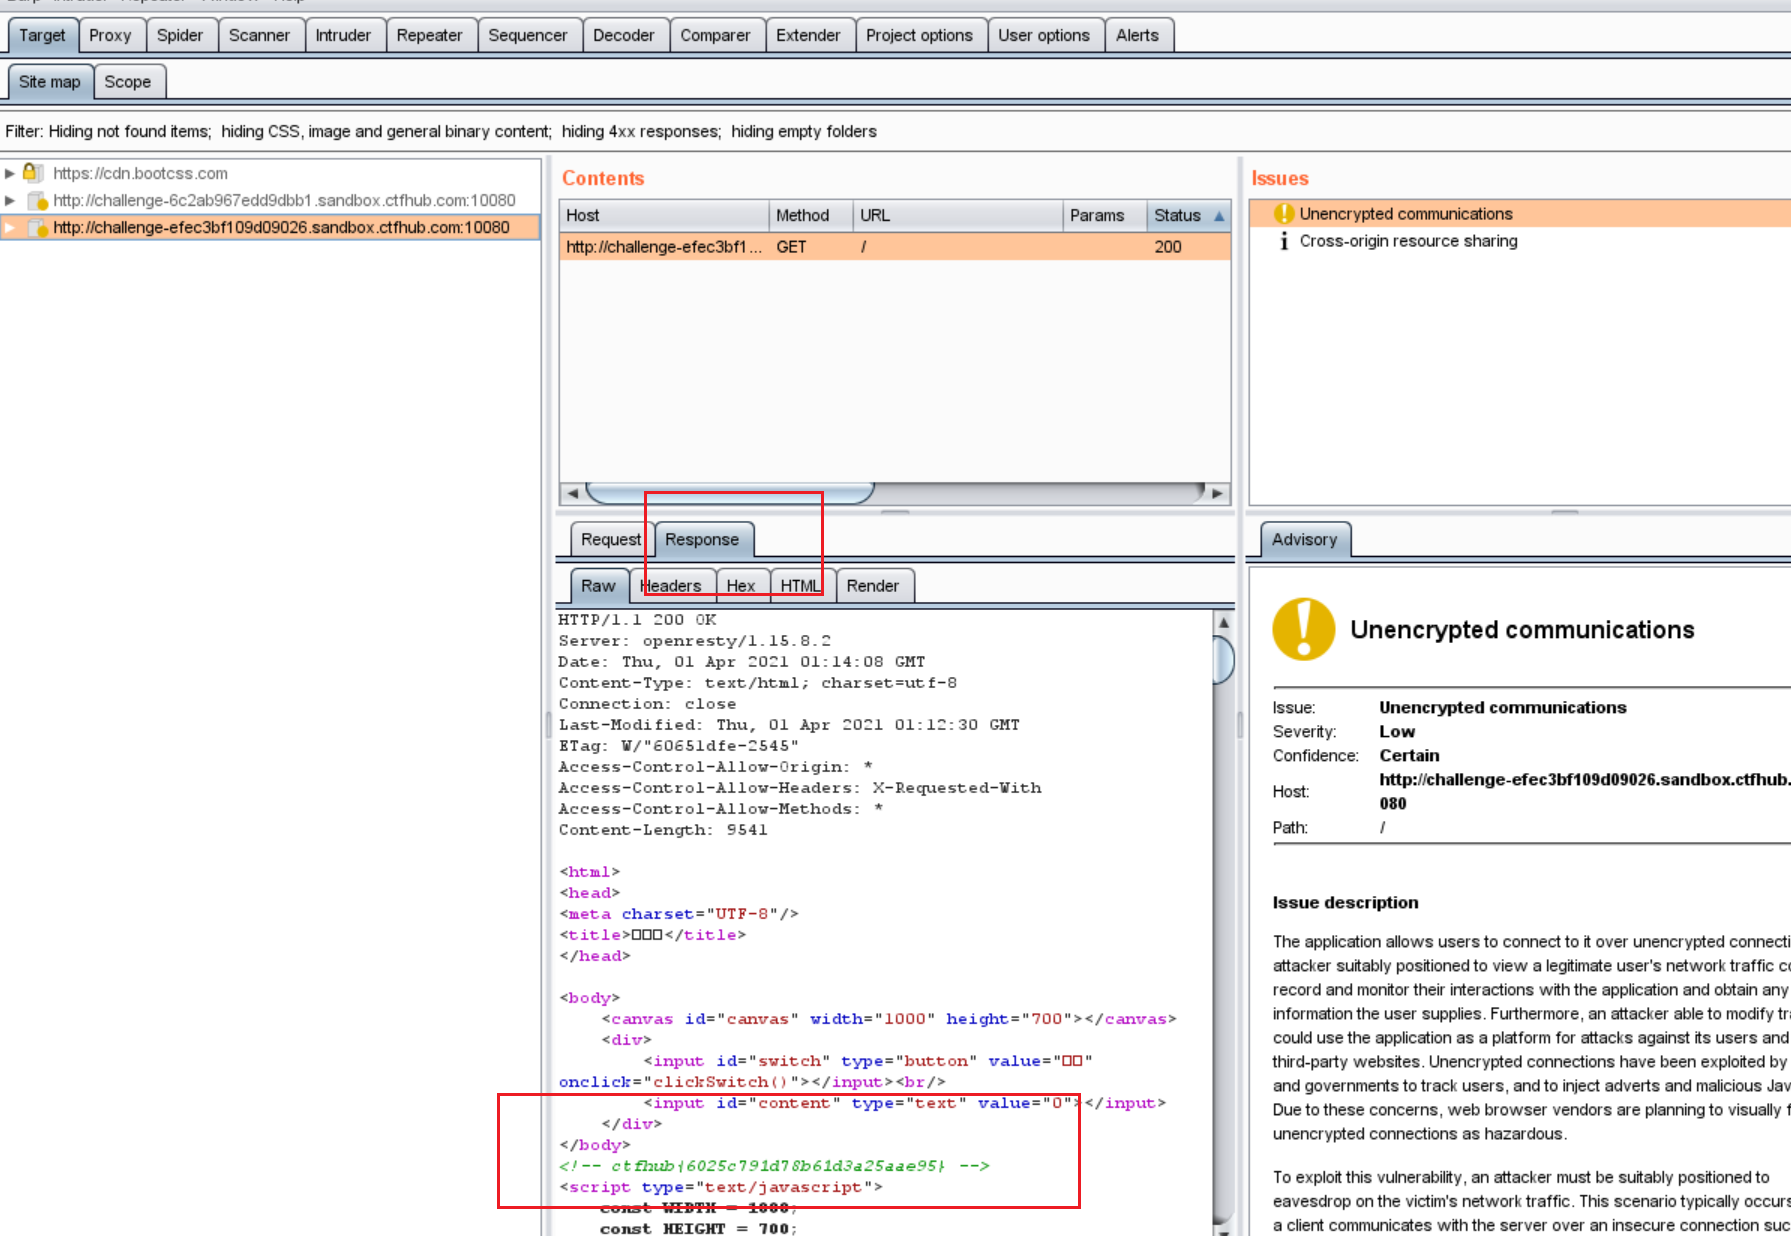 Target Proxy Spider Scanner Intruder Repeater Sequencer Decoder Comparer Extender Project options User options Alerts
Site map Scope
Filter: Hiding not found items; hiding CSS, image and general binary content; hiding 4xx responses; hiding empty folders
https://cdn.bootcss.com
http://challenge-6c2ab967edd9dbb1.sandbox.ctfhub.com:10080
http://challenge-efec3bf109d09026.sandbox.ctfhub.com:10080
Contents
Host Method URL Params Status
http://challenge-efec3bf1... GET / 200
Request Response
Raw Headers Hex HTML Render
HTTP/1.1 200 OK
Server: openresty/1.15.8.2
Date: Thu, 01 Apr 2021 01:14:08 GMT
Content-Type: text/html; charset=utf-8
Connection: close
Last-Modified: Thu, 01 Apr 2021 01:12:30 GMT
ETag: W/"60651dfe-2545"
Access-Control-Allow-Origin: *
Access-Control-Allow-Headers: X-Requested-With
Access-Control-Allow-Methods: *
Content-Length: 9541
<html>
<head>
<meta charset="UTF-8"/>
<title>□□□</title>
</head>
<body>
<canvas id="canvas" width="1000" height="700"></canvas>
<div>
<input id="switch" type="button" value="□□"
onclick="clickSwitch()"></input><br/>
<input id="content" type="text" value="0"></input>
</div>
</body>
<!-- ctfhub{6025c791d78b61d3a25aae95} -->
<script type="text/javascript">
const WIDTH = 1000;
const HEIGHT = 700;
Issues
Unencrypted communications
Cross-origin resource sharing
Advisory
Unencrypted communications
Issue: Unencrypted communications
Severity: Low
Confidence: Certain
Host: http://challenge-efec3bf109d09026.sandbox.ctfhub.
080
Path: /
Issue description
The application allows users to connect to it over unencrypted connecti
attacker suitably positioned to view a legitimate user's network traffic c
record and monitor their interactions with the application and obtain any
information the user supplies. Furthermore, an attacker able to modify tr
could use the application as a platform for attacks against its users and
third-party websites. Unencrypted connections have been exploited by
and governments to track users, and to inject adverts and malicious Jav
Due to these concerns, web browser vendors are planning to visually f
unencrypted connections as hazardous.
To exploit this vulnerability, an attacker must be suitably positioned to
eavesdrop on the victim's network traffic. This scenario typically occurs
a client communicates with the server over an insecure connection suc